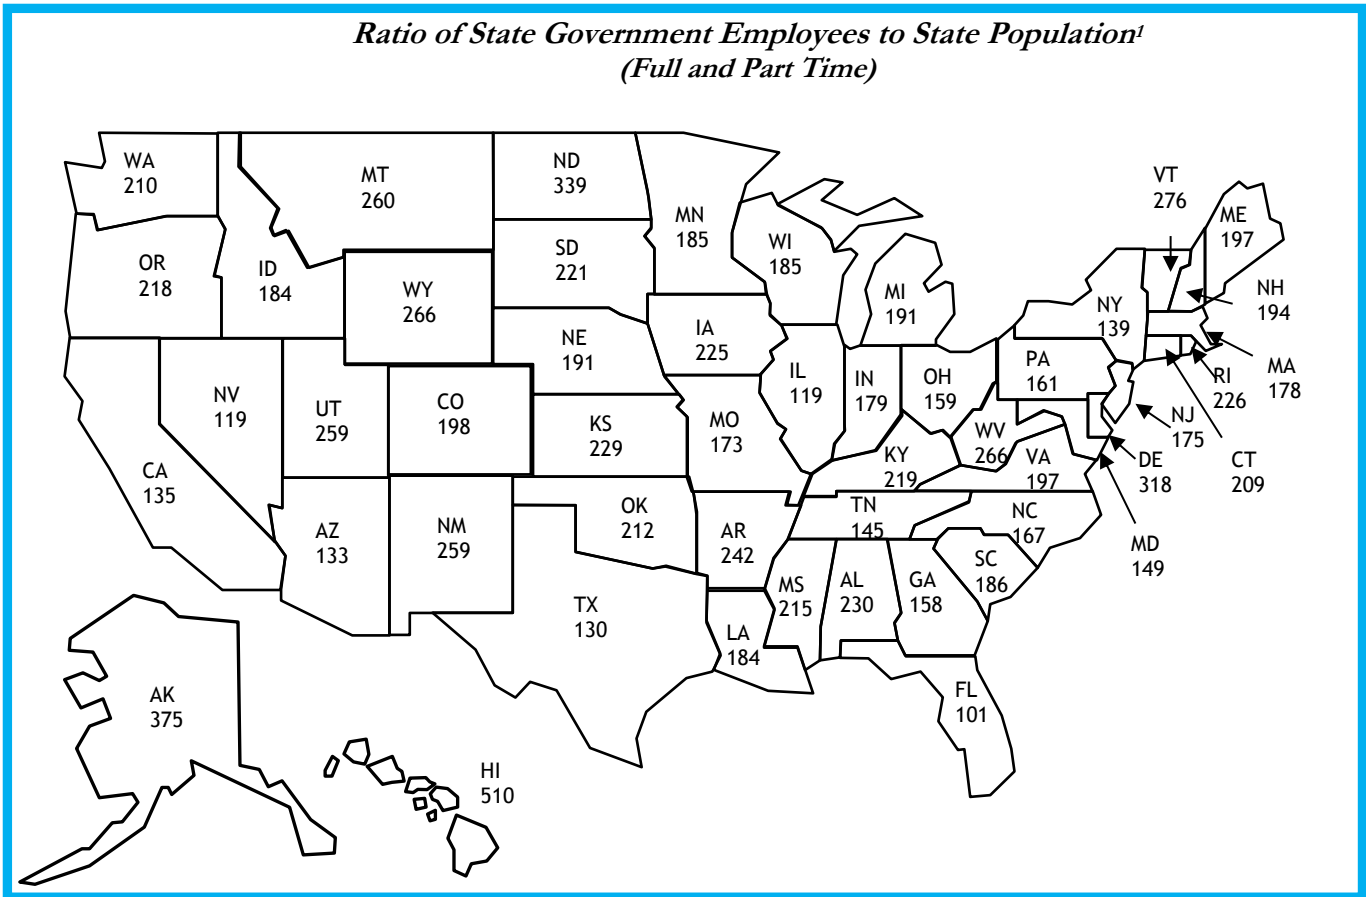 Ratio of State Government Employees to State Population¹
(Full and Part Time)
WA
210
MT
260
ND
339
MN
185
VT
276
ME
197
OR
218
ID
184
WY
266
SD
221
WI
185
MI
191
NY
139
NH
194
NE
191
IA
225
IL
119
IN
179
OH
159
PA
161
MA
178
RI
226
NJ
175
NV
119
UT
259
CO
198
KS
229
MO
173
KY
219
WV
266
VA
197
DE
318
CT
209
CA
135
AZ
133
NM
259
OK
212
AR
242
TN
145
NC
167
MD
149
SC
186
MS
215
AL
230
GA
158
TX
130
LA
184
FL
101
AK
375
HI
510